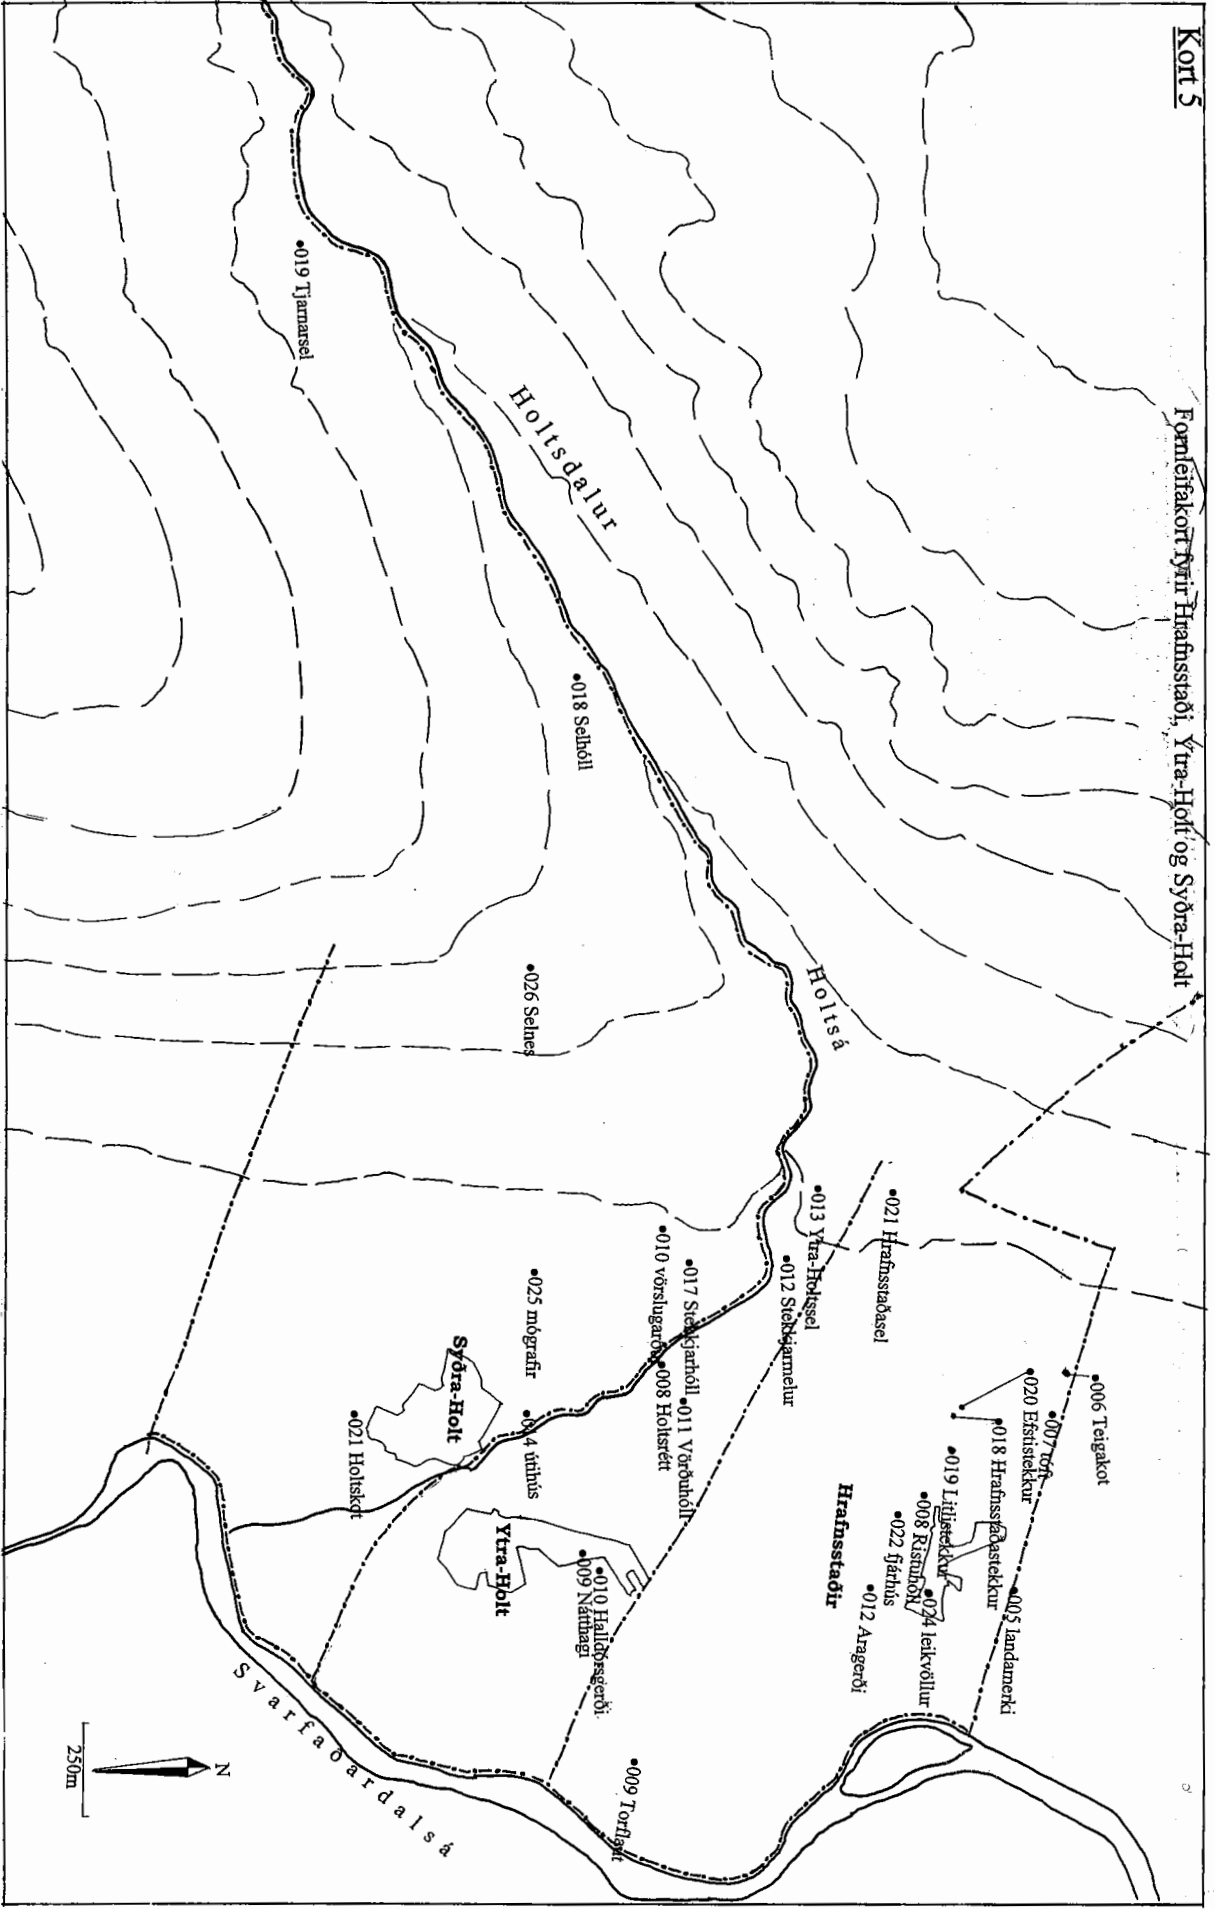 Kort 5
Fornleifakort fyrir Hrafnsstaði, Ytra-Holt og Syðra-Holt
006 Teigakot
007 tóft
020 Efstistekkur
005 landamerki
018 Hrafnsstaðastekkur
019 Litlistekkur
008 Ristuhóll
024 leikvöllur
022 fjárhús
012 Aragerði
Hrafnsstaðir
021 Hrafnsstaðasel
013 Ytra-Holtssel
012 Stekkjarmelur
Holtsá
017 Stekkjarhóll
011 Vörðuhóll
010 vörslugarður
008 Holtsrétt
009 Torflaut
010 Halldórsgerði
009 Nátthagi
Holtsdalur
018 Selhóll
026 Selnes
025 mógrafir
014 útihús
Ytra-Holt
Syðra-Holt
021 Holtskot
019 Tjarnarsel
Svarfaðardalsá
N
250m